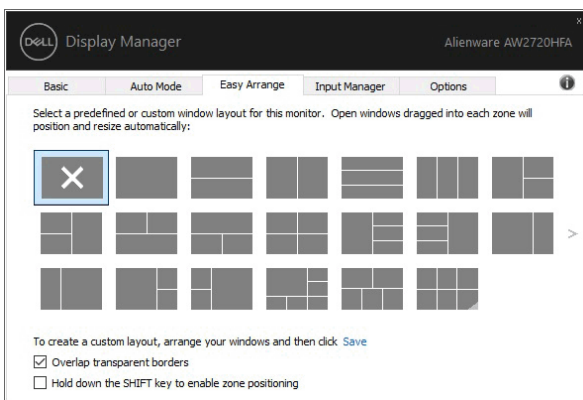 DELL Display Manager
Alienware AW2720HFA
Basic
Auto Mode
Easy Arrange
Input Manager
Options
Select a predefined or custom window layout for this monitor. Open windows dragged into each zone will
position and resize automatically:
To create a custom layout, arrange your windows and then click Save
Overlap transparent borders
Hold down the SHIFT key to enable zone positioning